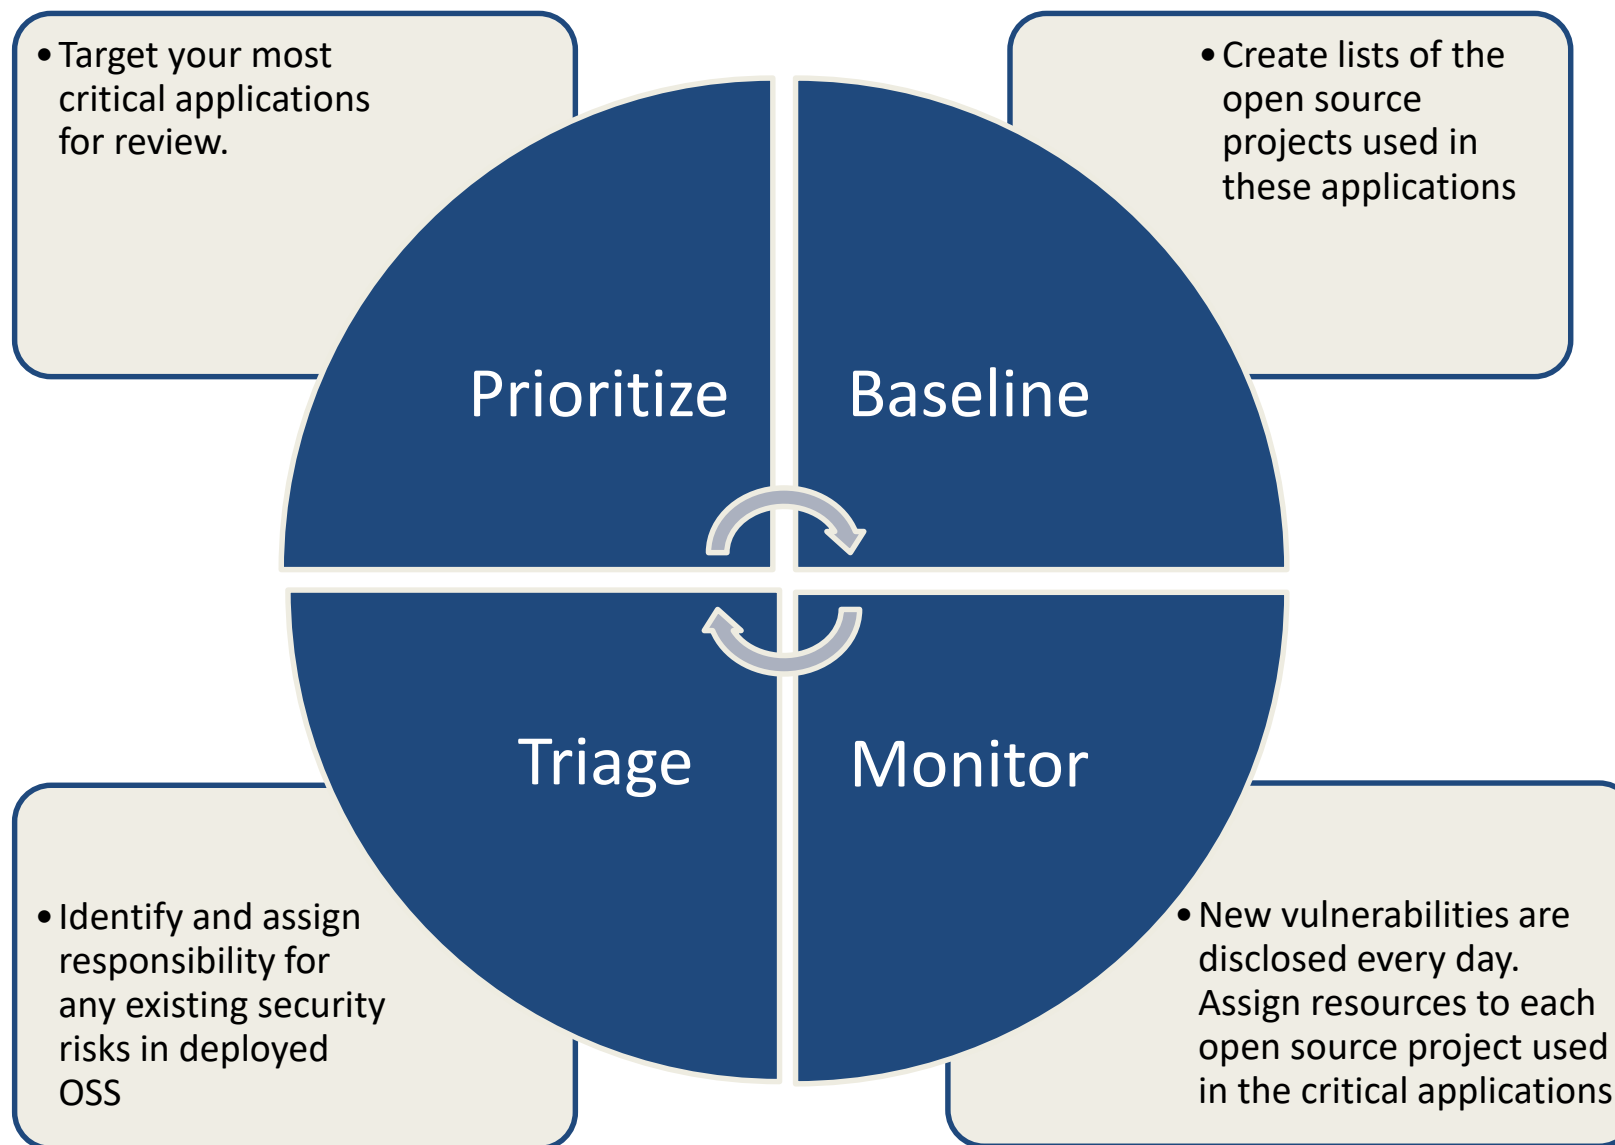 • Target your most
critical applications
for review.
• Create lists of the
open source
projects used in
these applications
Prioritize
Baseline
Triage
Monitor
• Identify and assign
responsibility for
any existing security
risks in deployed
OSS
• New vulnerabilities are
disclosed every day.
Assign resources to each
open source project used
in the critical applications